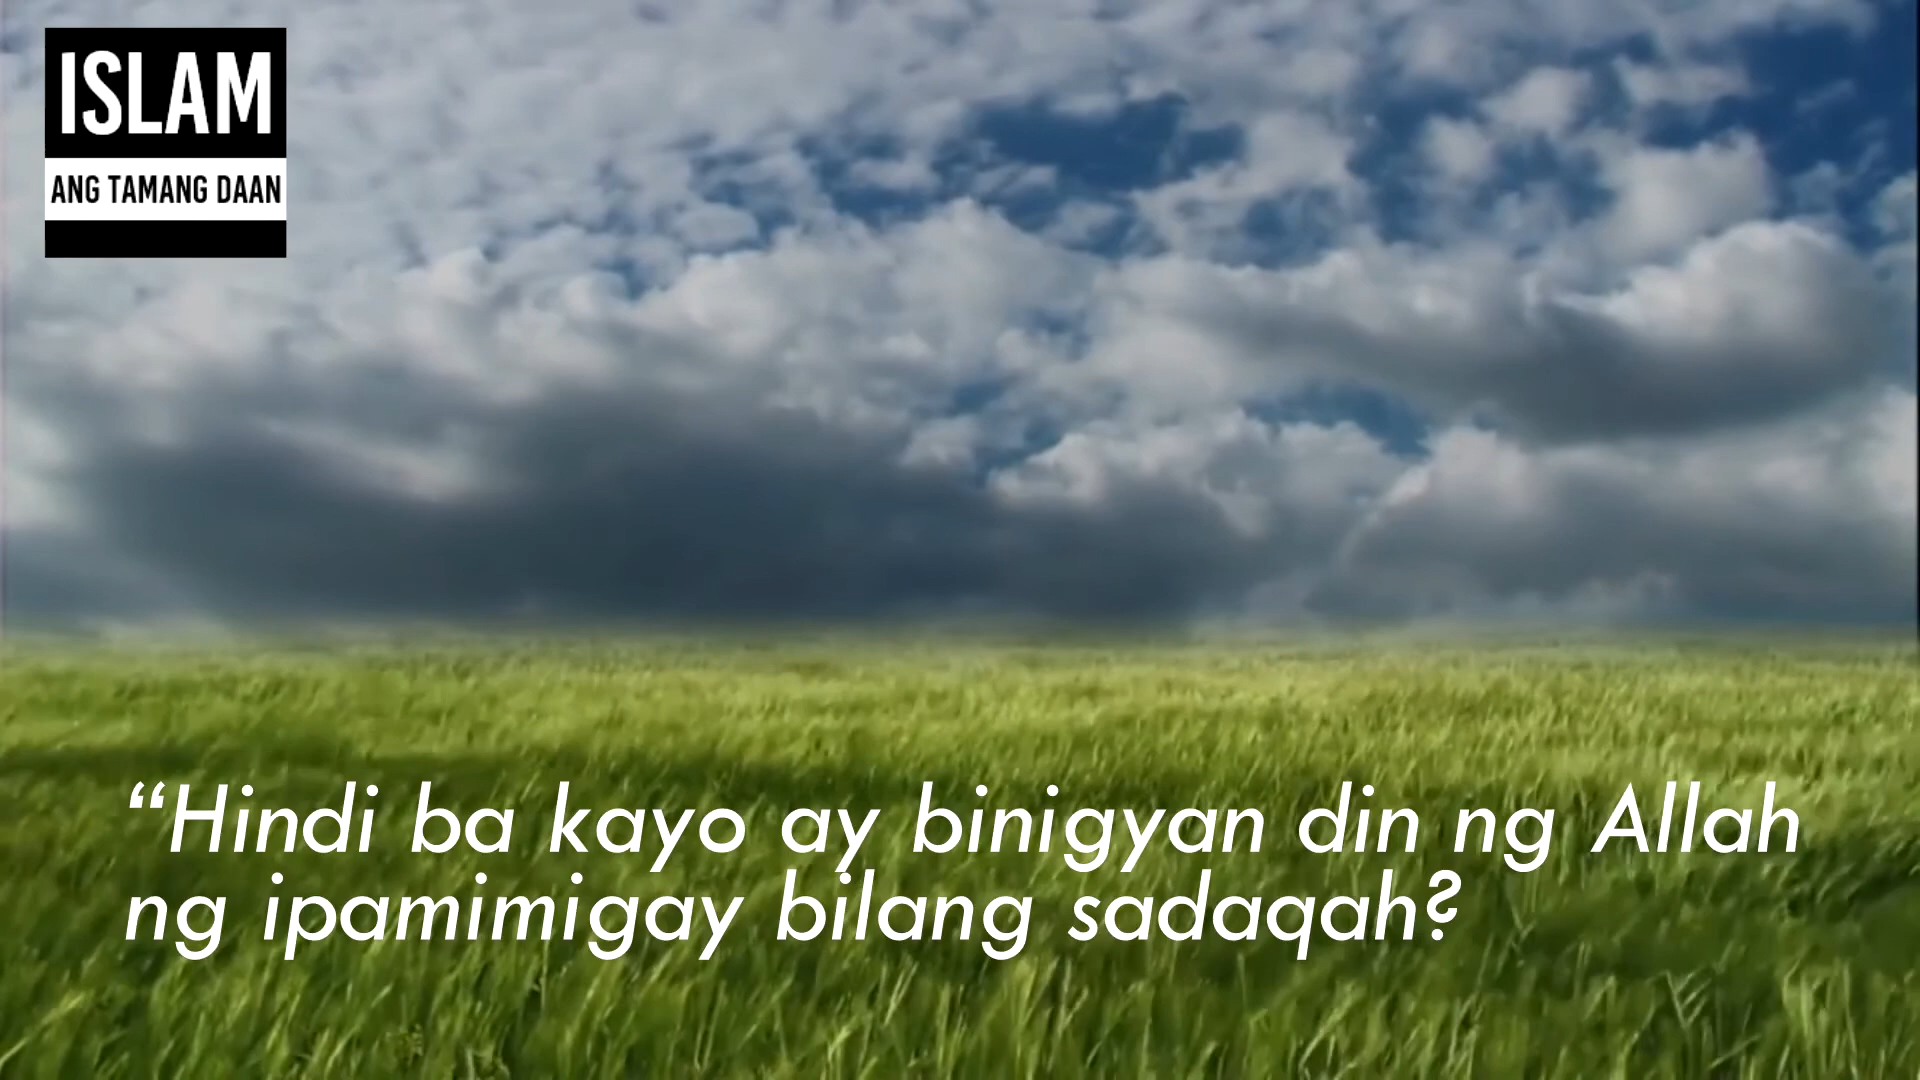 ISLAM
ANG TAMANG DAAN
“Hindi ba kayo ay binigyan din ng Allah
ng ipamimigay bilang sadaqah?